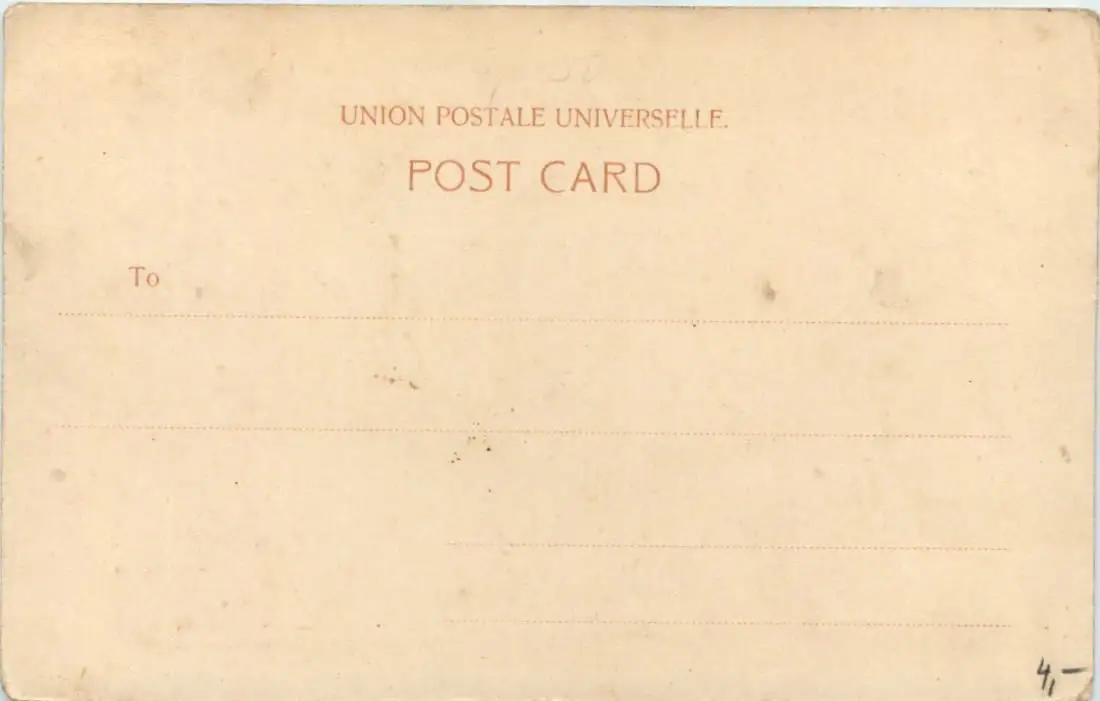 UNION POSTALE UNIVERSELLE.
POST CARD
To
4,—